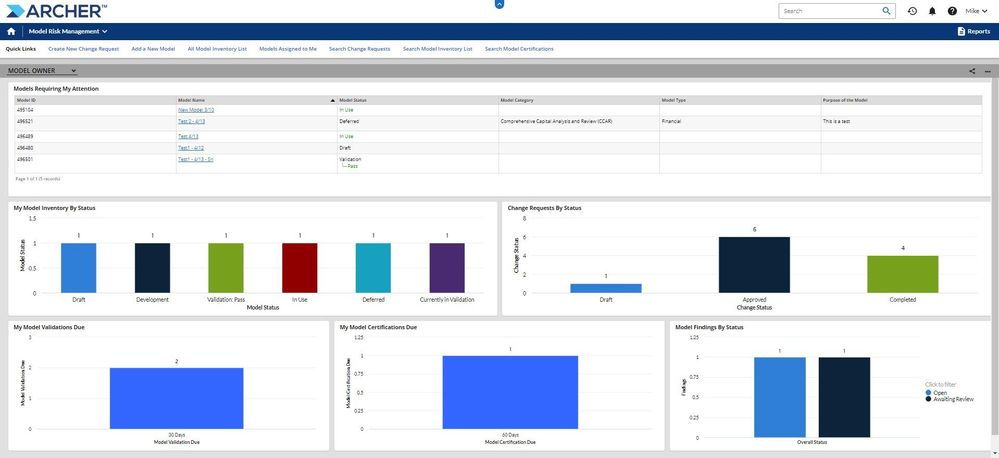 ARCHER™
Search
Mike
Model Risk Management
Reports
Quick Links Create New Change Request Add a New Model All Model Inventory List Models Assigned to Me Search Change Requests Search Model Inventory List Search Model Certifications
MODEL OWNER
Models Requiring My Attention
Model ID Model Name Model Status Model Category Model Type Purpose of the Model
495104 New Model 3/10 In Use
496521 Test 2 - 4/13 Deferred Comprehensive Capital Analysis and Review (CCAR) Financial This is a test
496489 Test 4/13 In Use
496480 Test1 - 4/12 Draft
496501 Test1 - 4/13 - Sri Validation
Pass
Page 1 of 1 (5 records)
My Model Inventory By Status
1.5
1
0.5
0
Model Status
1 1 1 1 1 1
Draft Development Validation: Pass In Use Deferred Currently in Validation
Model Status
Change Requests By Status
8
6
4
2
0
Change Status
1 6 4
Draft Approved Completed
Change Status
My Model Validations Due
3
2
1
0
Model Validations Due
2
30 Days
Model Validation Due
My Model Certifications Due
1.25
1
0.75
0.5
0.25
0
Model Certifications Due
1
60 Days
Model Certification Due
Model Findings By Status
1.25
1
0.75
0.5
0.25
0
Findings
1 1
Overall Status
Click to filter
Open
Awaiting Review